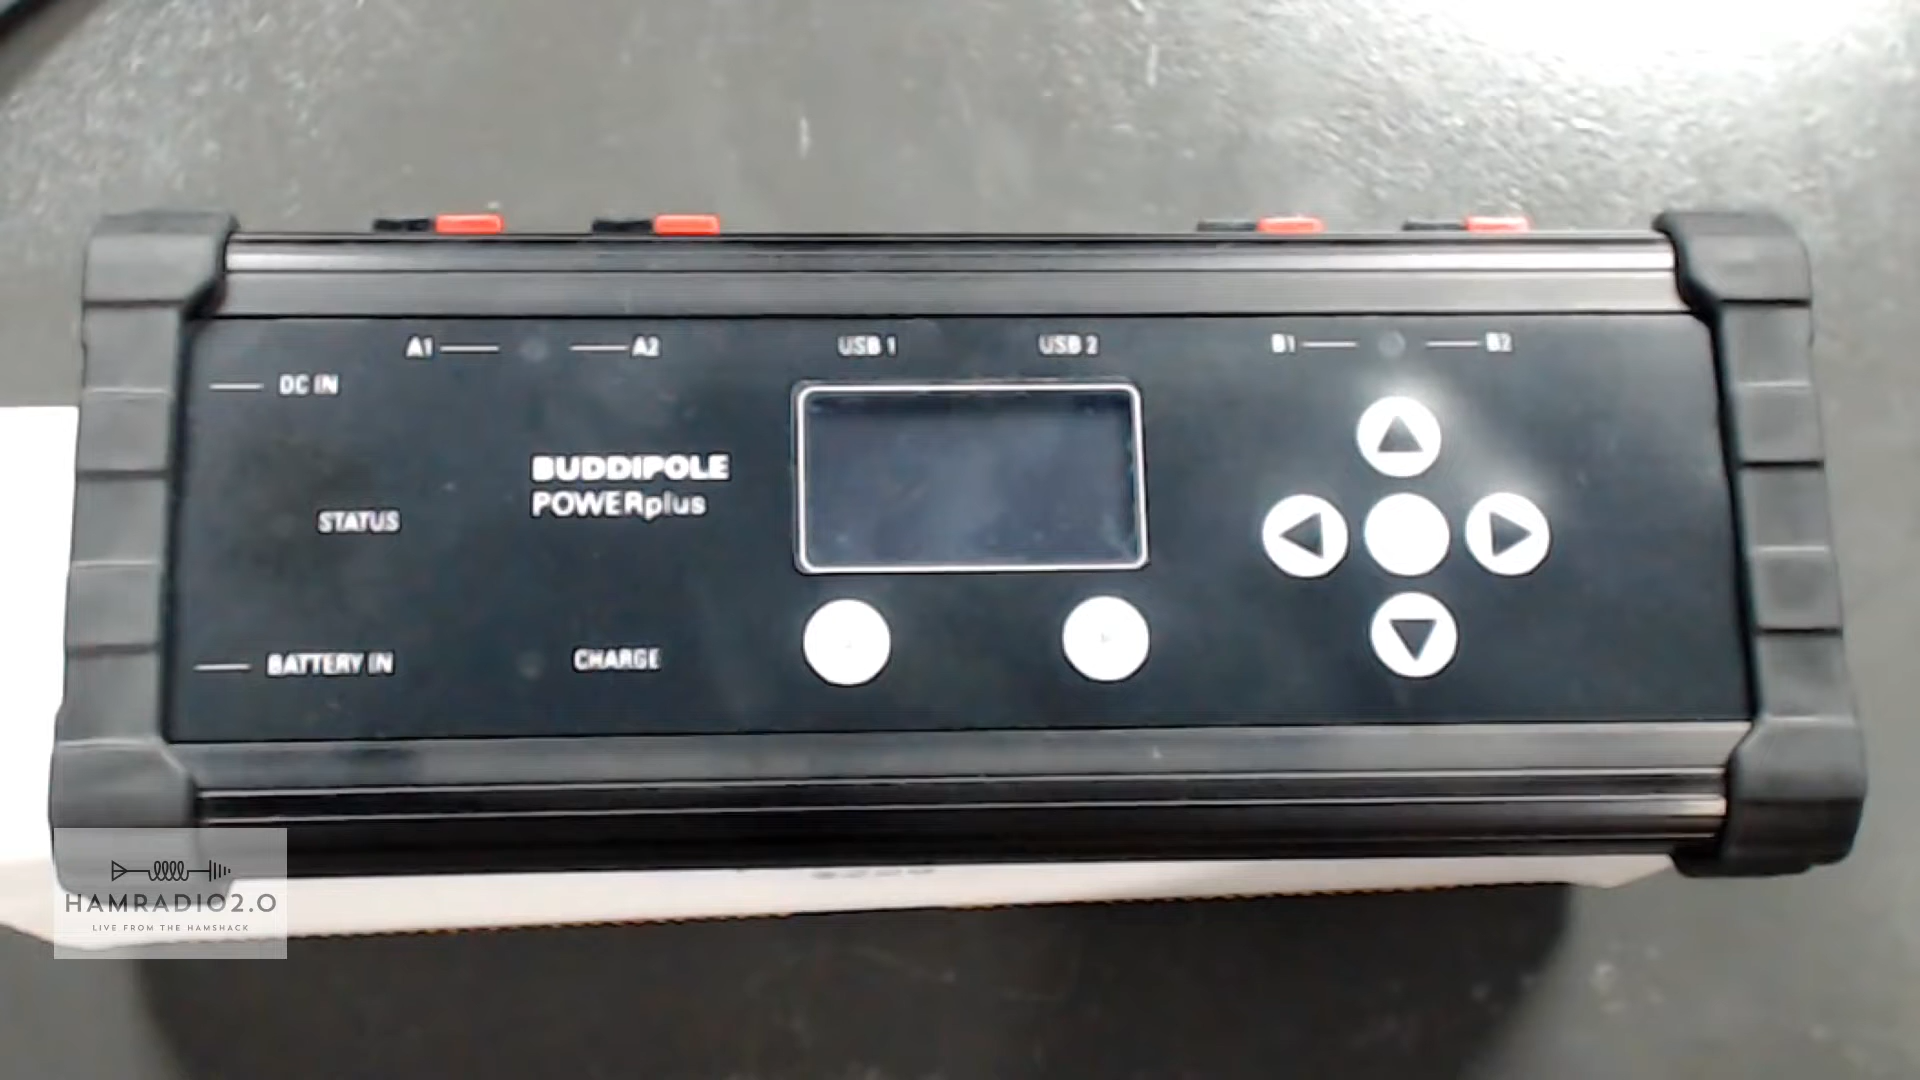 A1
A2
USB 1
USB 2
B1
B2
DC IN
BUDDIPOLE
POWERplus
STATUS
BATTERY IN
CHARGE
HAMRADIO2.0
LIVE FROM THE HAMSHACK